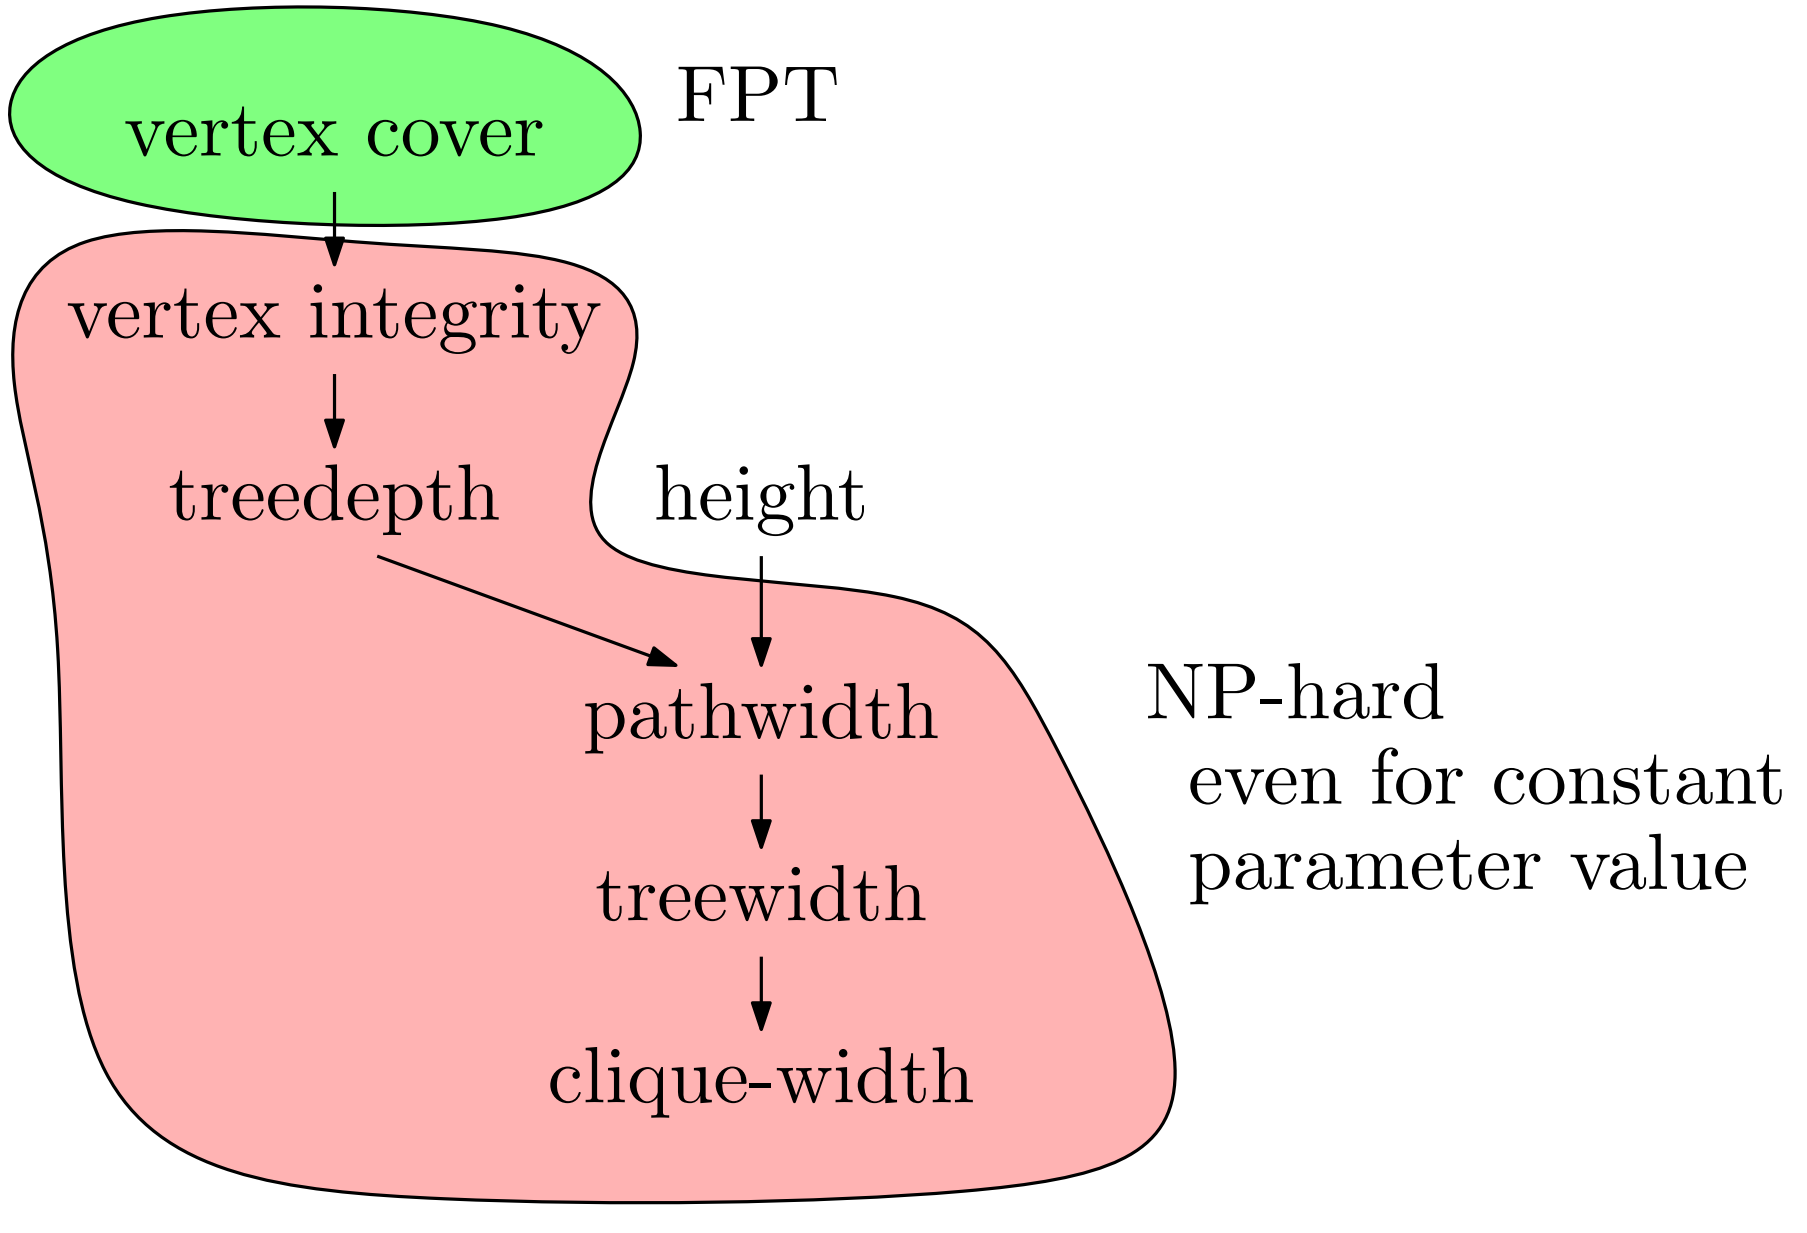 FPT
vertex cover
vertex integrity
treedepth
height
NP-hard
pathwidth
even for constant
parameter value
treewidth
clique-width